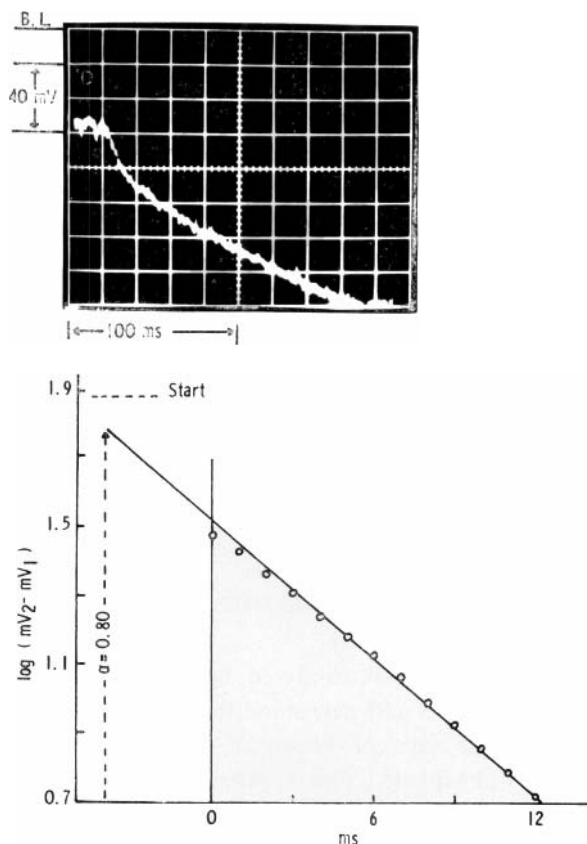 B. L.
40 mV
100 ms
1.9
Start
1.5
log ( mV2 - mV1 )
α = 0.80
1.1
0.7
0
6
12
ms